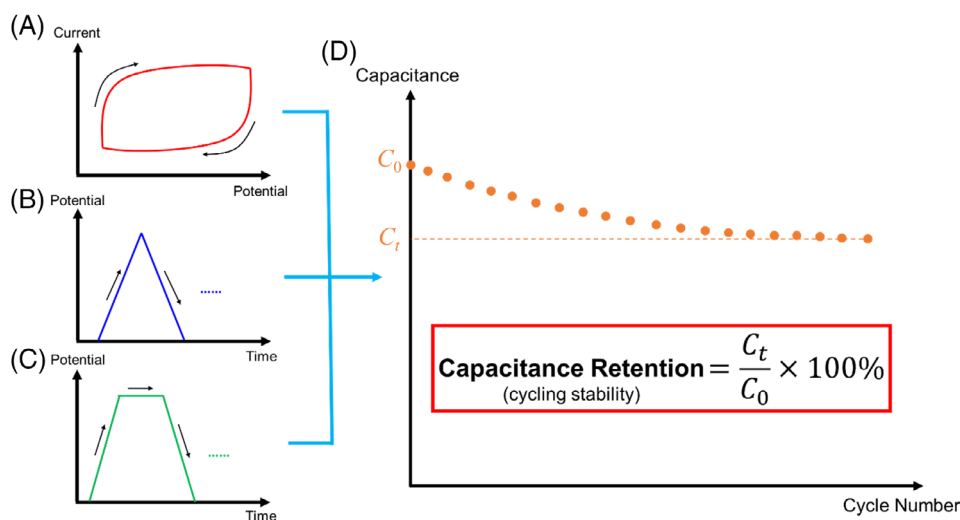 (A)
Current
Potential
(B)
Potential
......
Time
(C)
Potential
......
Time
(D)
Capacitance
C₀
Cₜ
Capacitance Retention = Cₜ/C₀ × 100%
(cycling stability)
Cycle Number